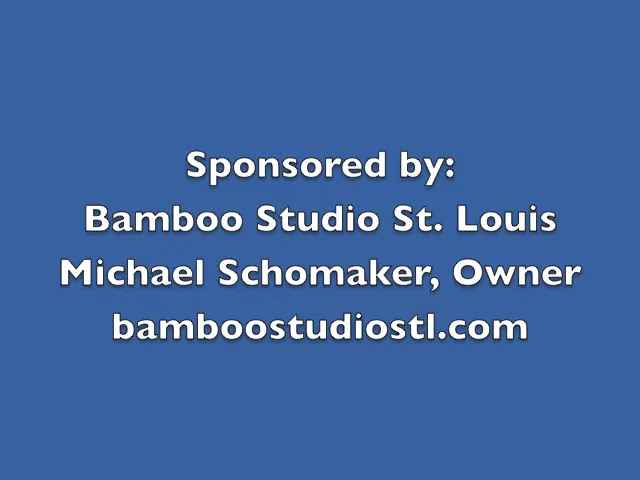 Sponsored by:
Bamboo Studio St. Louis
Michael Schomaker, Owner
bamboostudiostl.com